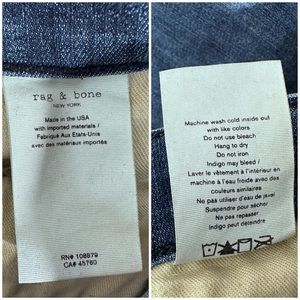 rag & bone
NEW YORK
Made in the USA
with imported materials /
Fabriqué Aux Etats-Unis
avec des matériaux importés
RN# 108879
CA# 45760
Machine wash cold inside out
with like colors
Do not use bleach
Hang to dry
Do not iron
Indigo may bleed /
Laver le vêtement à l'intérieur en
machine à l'eau froide avec des
couleurs similaires
Ne pas utiliser d'eau de javel
Suspendre pour sécher
Ne pas repasser
Indigo peut déteindre